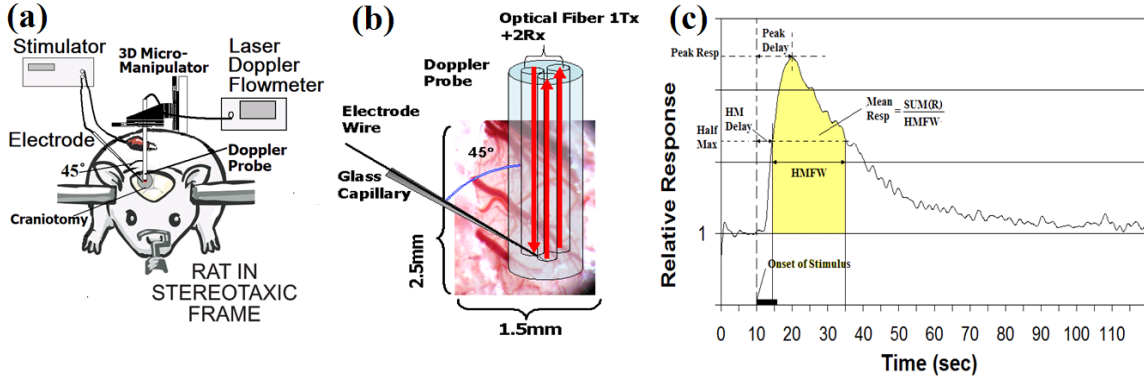 (a)
Stimulator
3D Micro-
Manipulator
Laser
Doppler
Flowmeter
Electrode
45°
Doppler
Probe
Craniotomy
RAT IN
STEREOTAXIC
FRAME
(b)
Optical Fiber 1Tx
+2Rx
Doppler
Probe
Electrode
Wire
45°
Glass
Capillary
2.5mm
1.5mm
(c)
Relative Response
Peak Resp
Peak
Delay
HM
Delay
Half
Max
Mean
Resp
=
SUM(R)
HMFW
HMFW
1
Onset of Stimulus
0 10 20 30 40 50 60 70 80 90 110
Time (sec)